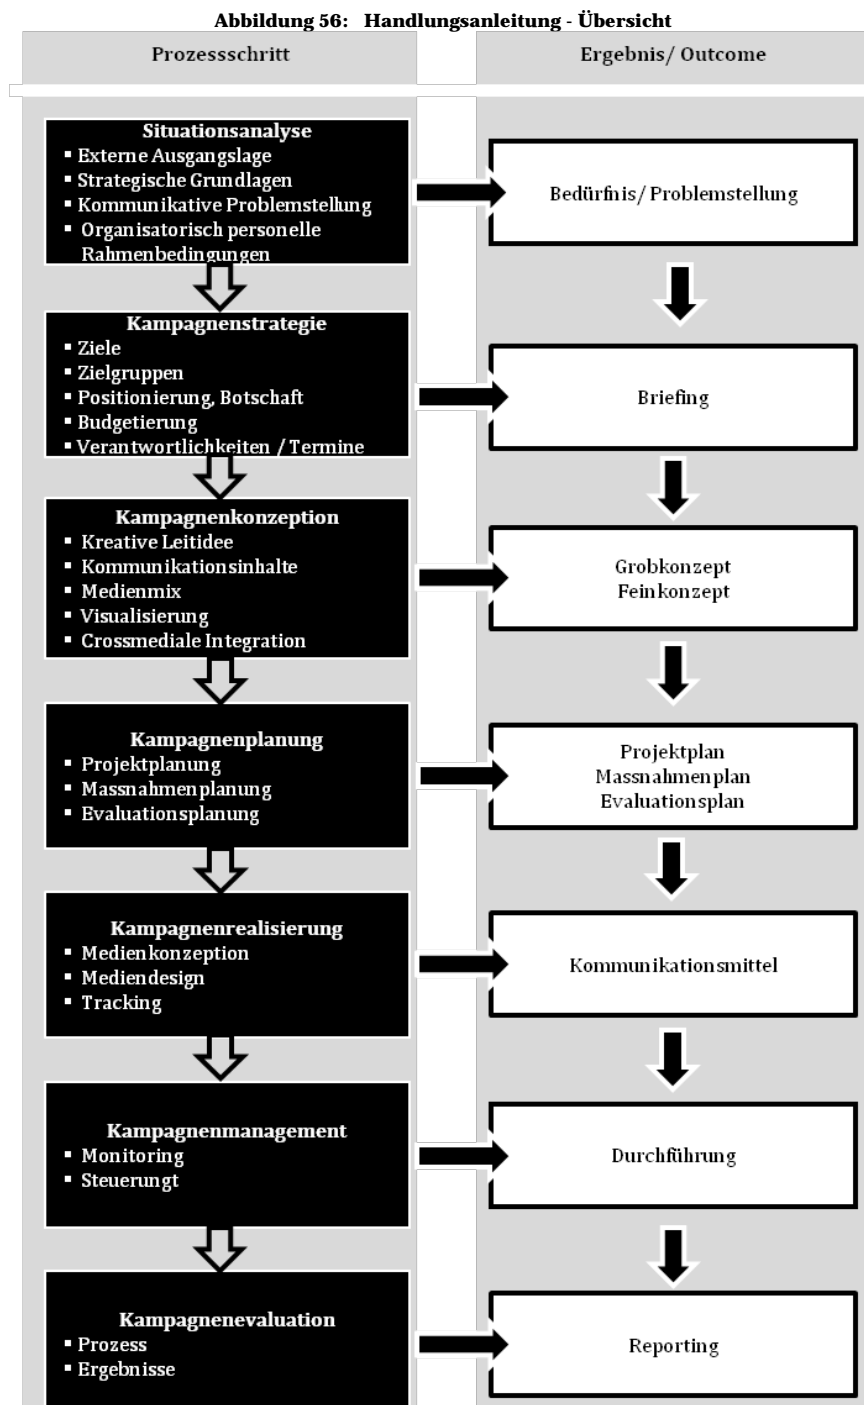 Abbildung 56: Handlungsanleitung - Übersicht
Prozessschritt
Ergebnis/ Outcome
Situationsanalyse
▪ Externe Ausgangslage
▪ Strategische Grundlagen
▪ Kommunikative Problemstellung
▪ Organisatorisch personelle
Rahmenbedingungen
Bedürfnis/ Problemstellung
Kampagnenstrategie
▪ Ziele
▪ Zielgruppen
▪ Positionierung, Botschaft
▪ Budgetierung
▪ Verantwortlichkeiten / Termine
Briefing
Kampagnenkonzeption
▪ Kreative Leitidee
▪ Kommunikationsinhalte
▪ Medienmix
▪ Visualisierung
▪ Crossmediale Integration
Grobkonzept
Feinkonzept
Kampagnenplanung
▪ Projektplanung
▪ Massnahmenplanung
▪ Evaluationsplanung
Projektplan
Massnahmenplan
Evaluationsplan
Kampagnenrealisierung
▪ Medienkonzeption
▪ Mediendesign
▪ Tracking
Kommunikationsmittel
Kampagnenmanagement
▪ Monitoring
▪ Steuerungt
Durchführung
Kampagnenevaluation
▪ Prozess
▪ Ergebnisse
Reporting